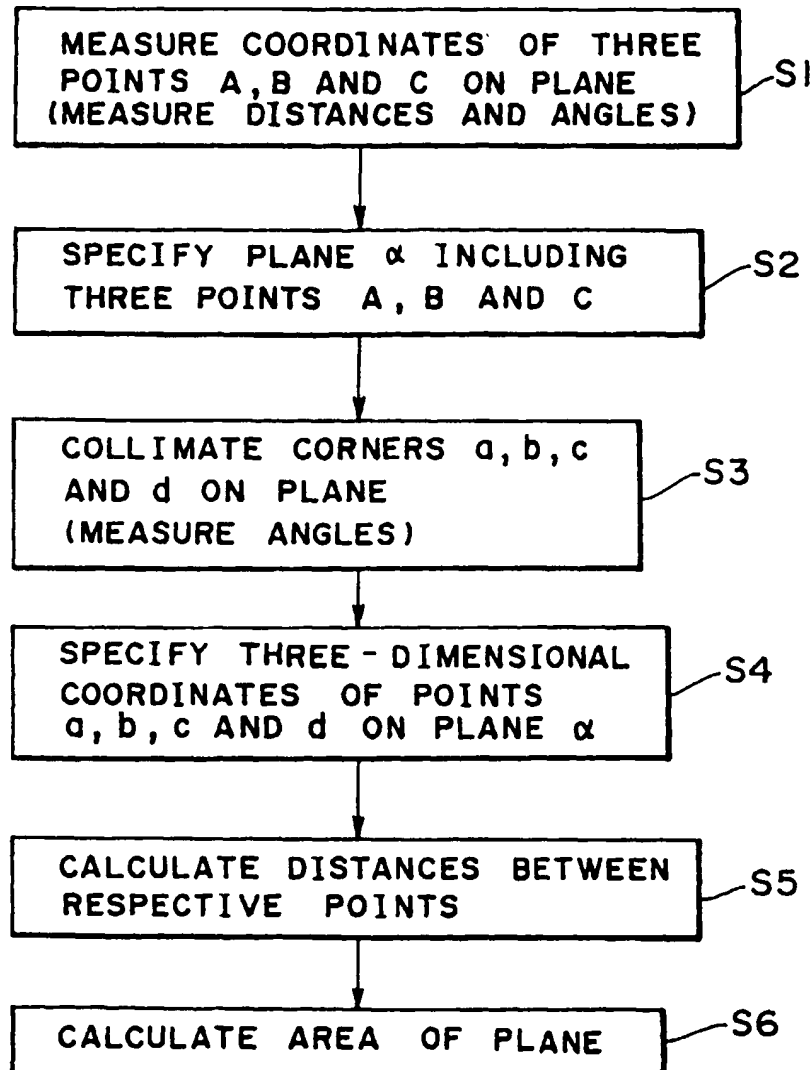 MEASURE COORDINATES OF THREE
POINTS A, B AND C ON PLANE
(MEASURE DISTANCES AND ANGLES)
S1
SPECIFY PLANE α INCLUDING
THREE POINTS A, B AND C
S2
COLLIMATE CORNERS a, b, c
AND d ON PLANE
(MEASURE ANGLES)
S3
SPECIFY THREE-DIMENSIONAL
COORDINATES OF POINTS
a, b, c AND d ON PLANE α
S4
CALCULATE DISTANCES BETWEEN
RESPECTIVE POINTS
S5
CALCULATE AREA OF PLANE
S6